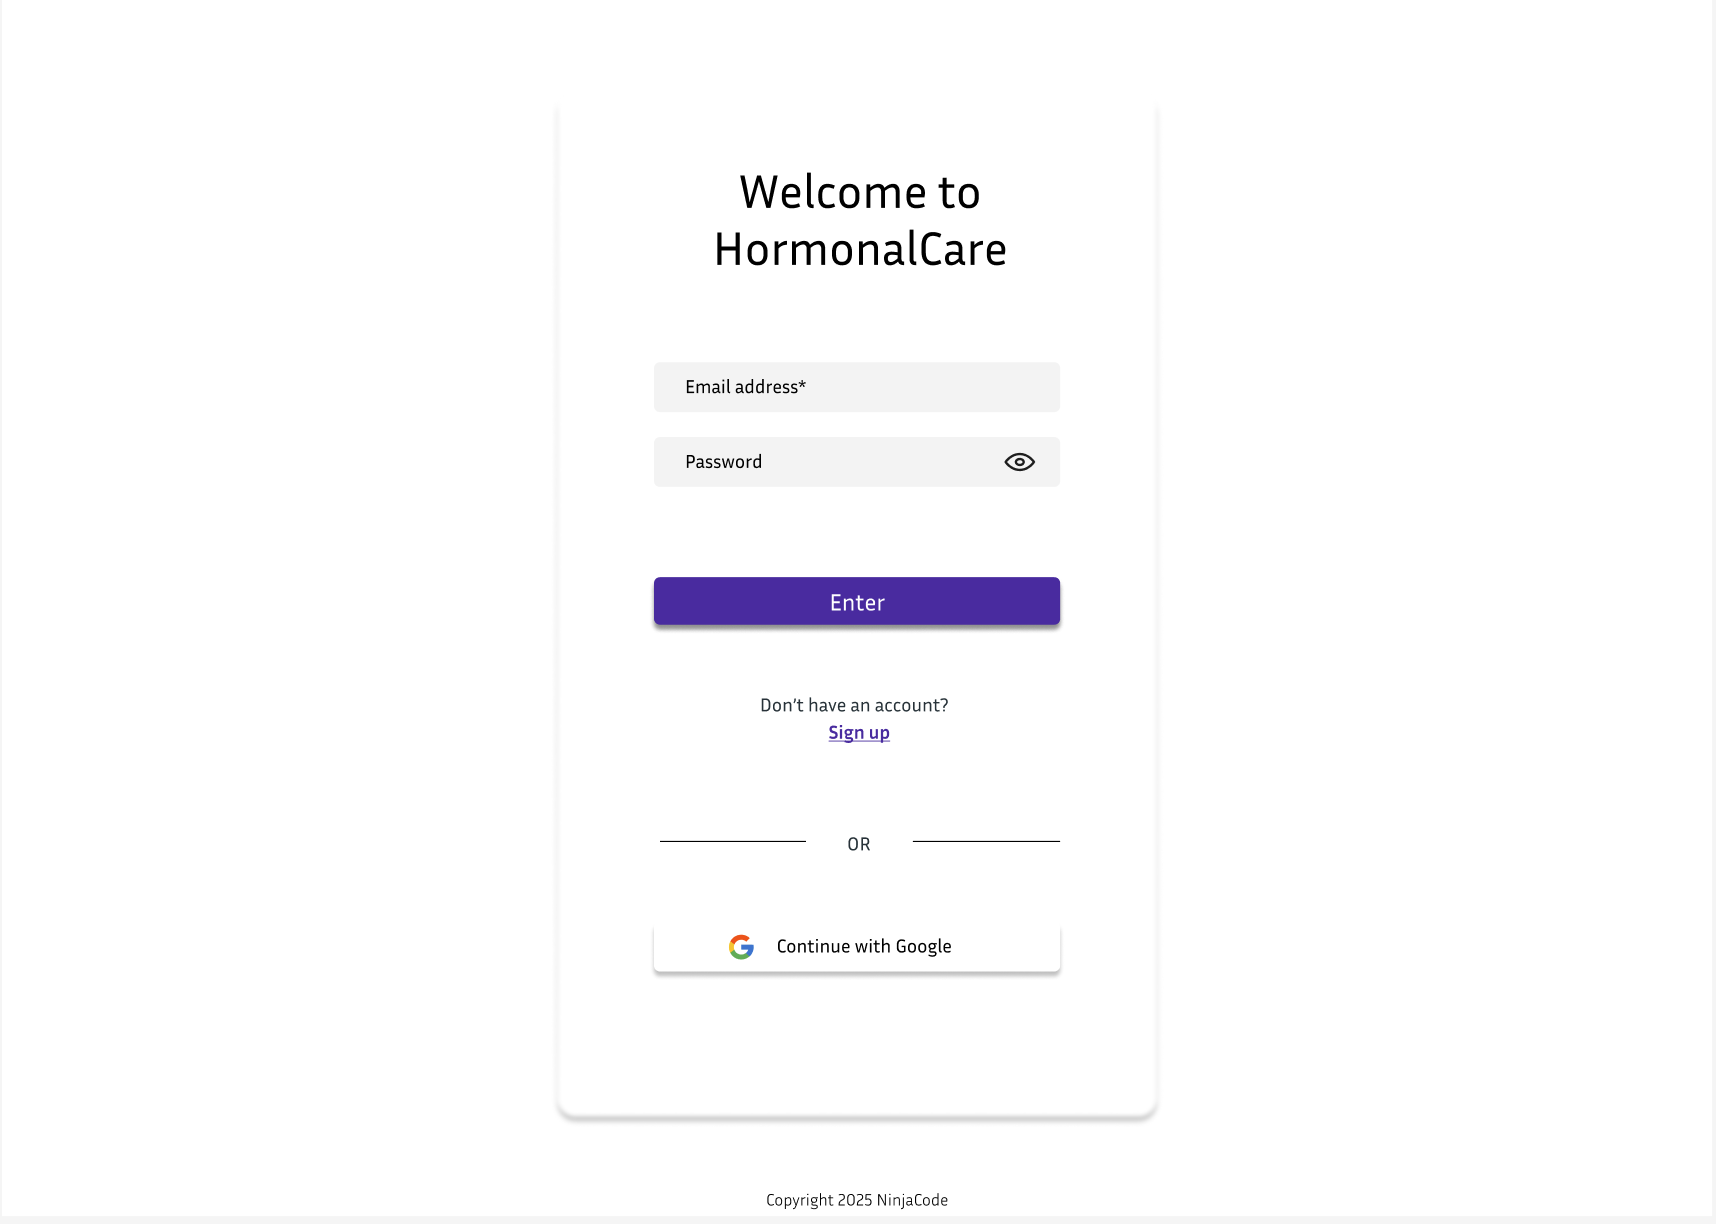 Welcome to
HormonalCare
Email address*
Password
Enter
Don’t have an account?
Sign up
OR
Continue with Google
Copyright 2025 NinjaCode